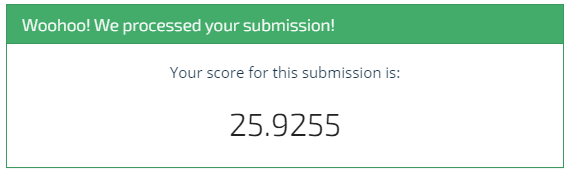 Woohoo! We processed your submission!
Your score for this submission is:
25.9255